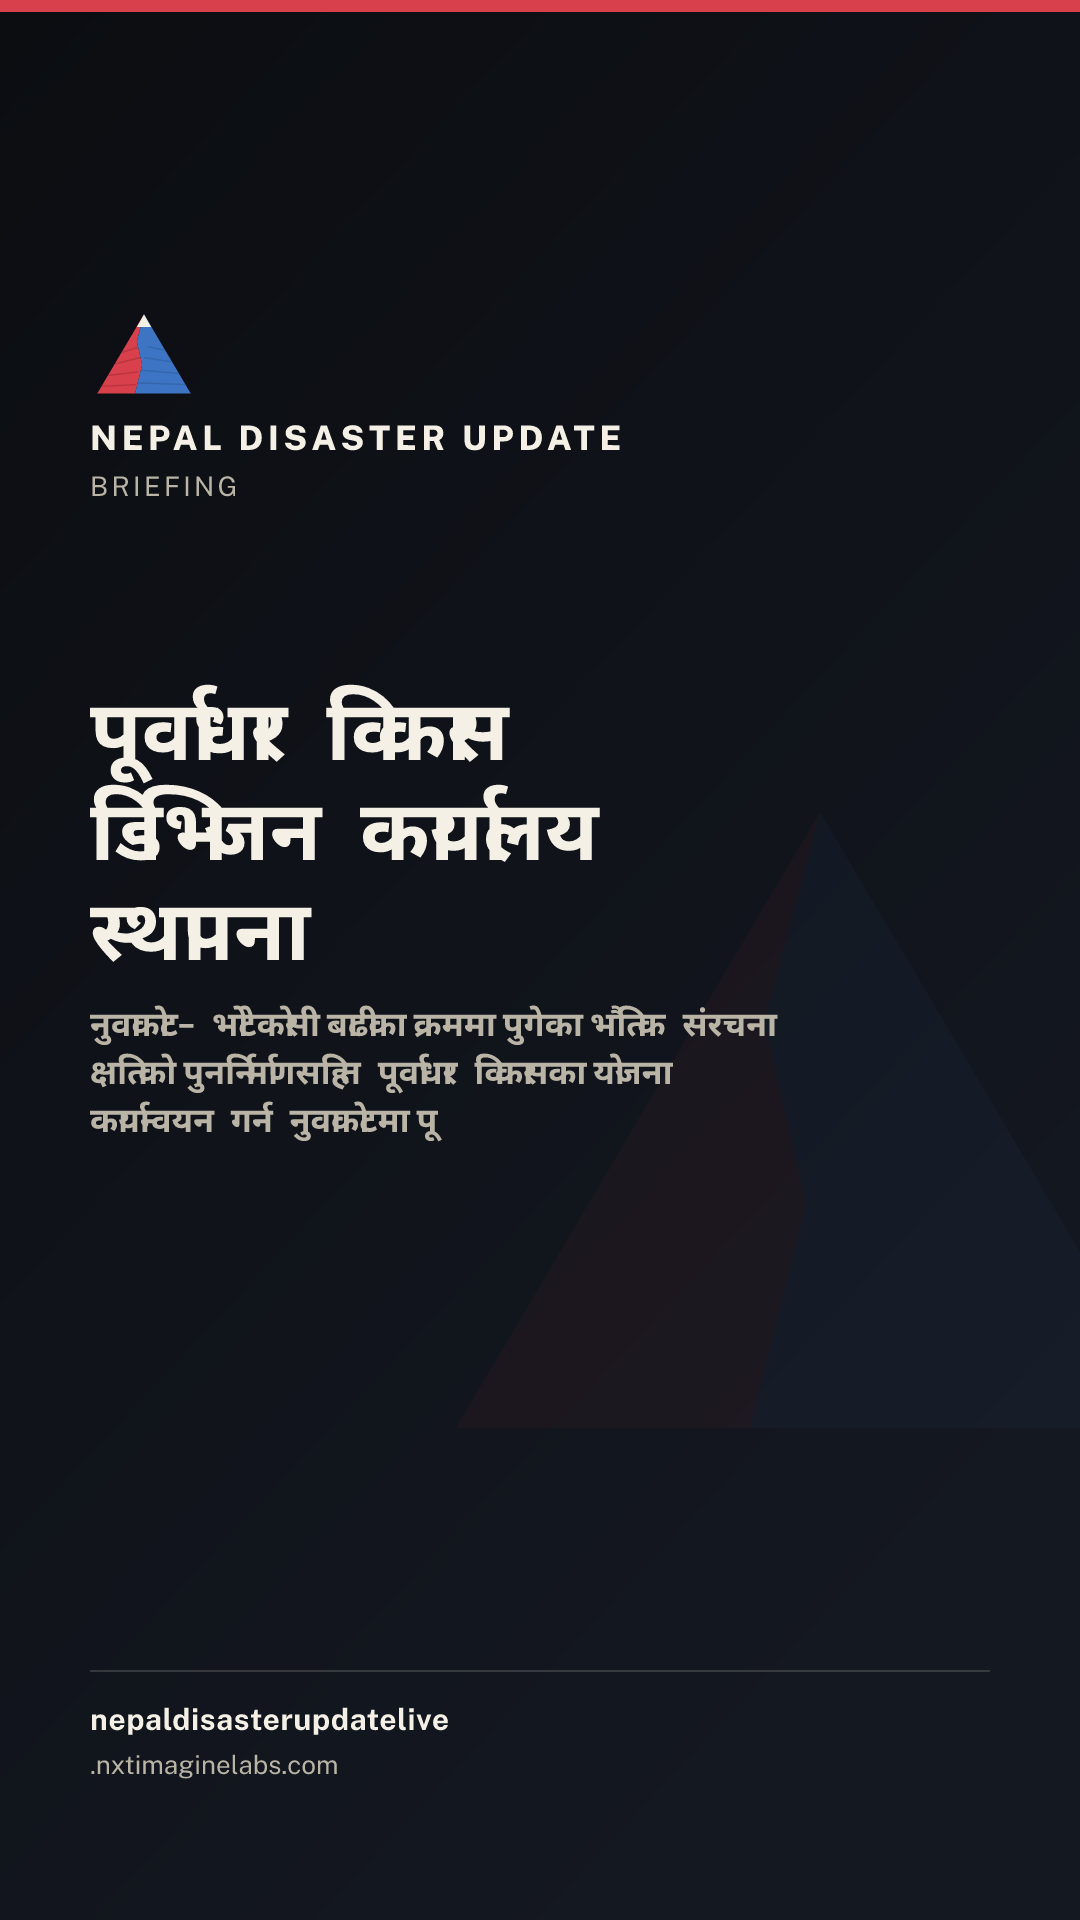 NEPAL DISASTER UPDATE
BRIEFING
पूर्वाधार विकास
डिभिजन कार्यालय
स्थापना
नुवाकोट– भोटेकोसी बाढीका क्रममा पुगेका भौतिक संरचना
क्षतिको पुनर्निर्माणसहित पूर्वाधार विकासका योजना
कार्यान्वयन गर्न नुवाकोटमा पू
nepaldisasterupdatelive
.nxtimaginelabs.com